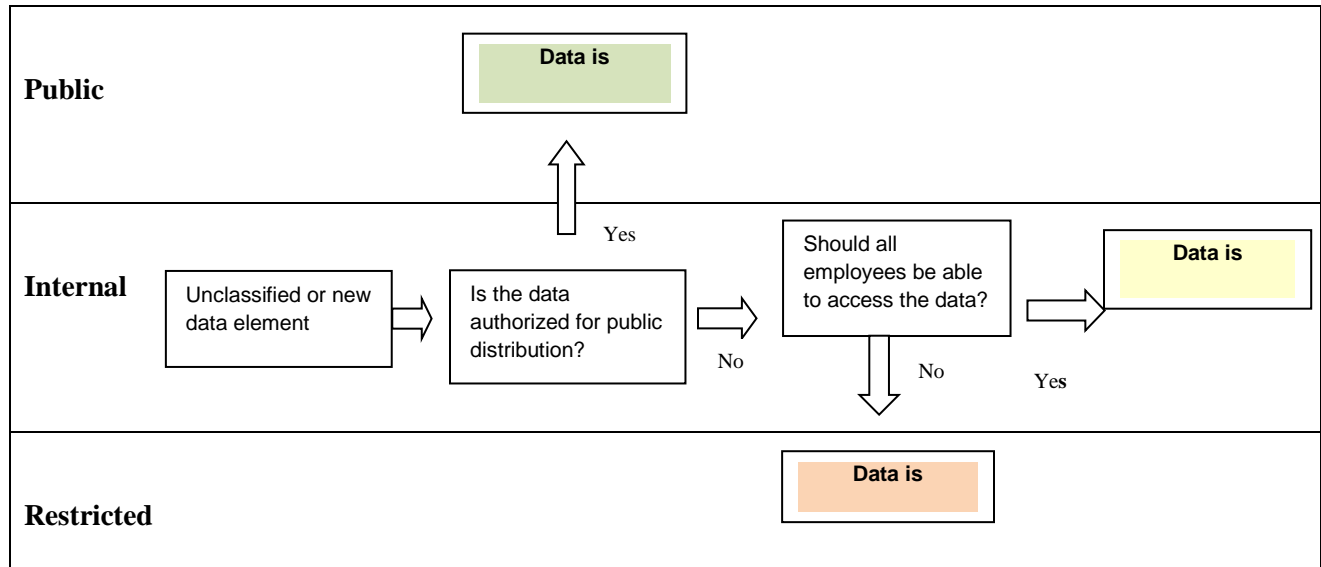 Public
Data is
Yes
Internal
Unclassified or new
data element
Is the data
authorized for public
distribution?
No
Should all
employees be able
to access the data?
No
Yes
Data is
Restricted
Data is